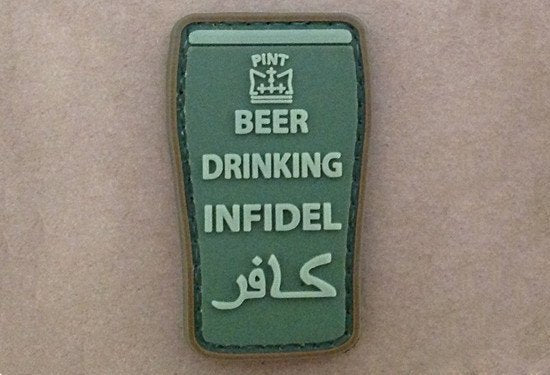 PINT
BEER
DRINKING
INFIDEL
كافر